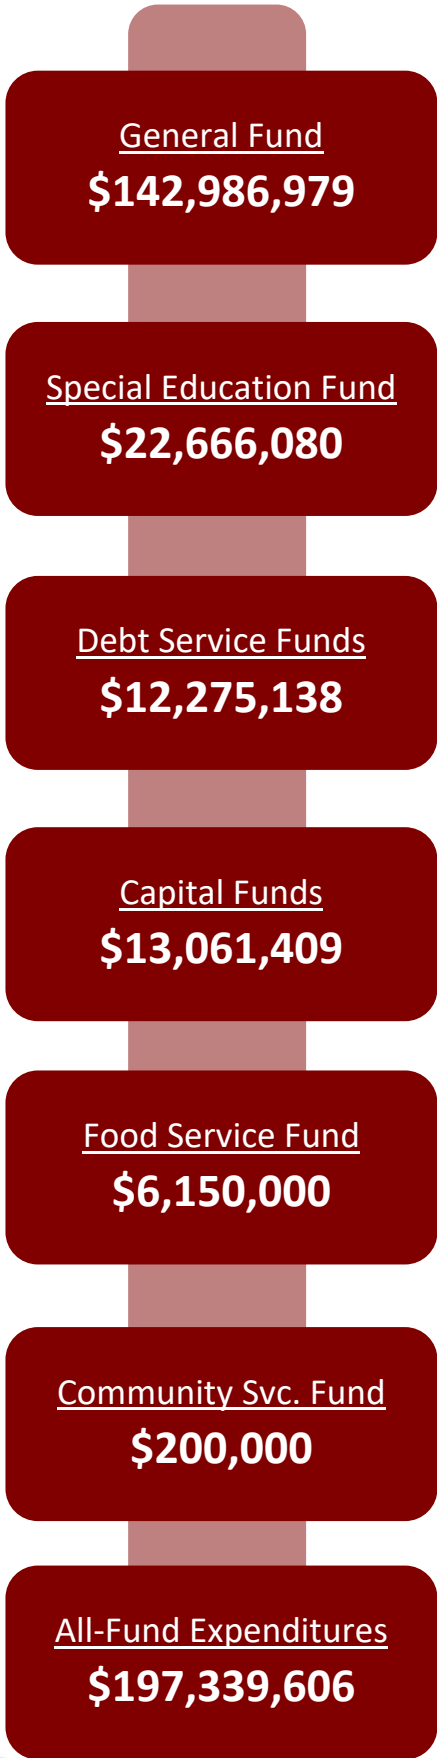 General Fund
$142,986,979
Special Education Fund
$22,666,080
Debt Service Funds
$12,275,138
Capital Funds
$13,061,409
Food Service Fund
$6,150,000
Community Svc. Fund
$200,000
All-Fund Expenditures
$197,339,606